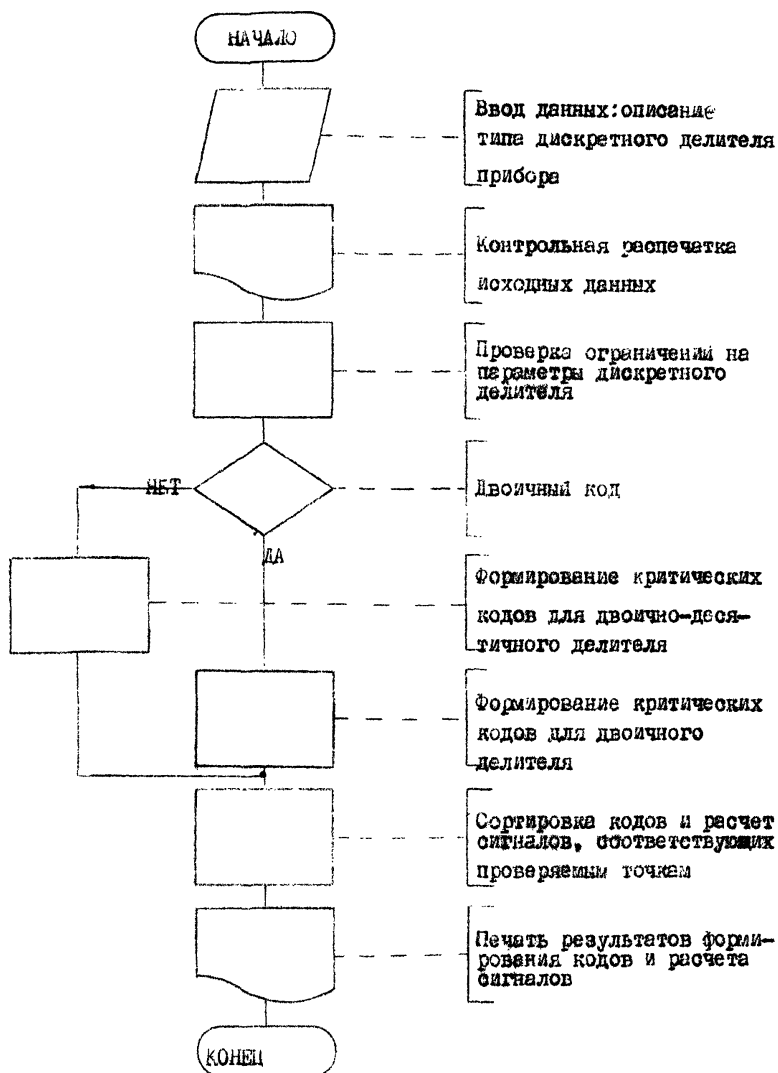 НАЧАЛО
Ввод данных:описание
типа дискретного делителя
прибора
Контрольная распечатка
исходных данных
Проверка ограничений на
параметры дискретного
делителя
НЕТ
Двоичный код
ДА
Формирование критических
кодов для двоично-деся-
тичного делителя
Формирование критических
кодов для двоичного
делителя
Сортировка кодов и расчет
сигналов, соответствующих
проверяемым точкам
Печать результатов форми-
рования кодов и расчета
сигналов
КОНЕЦ